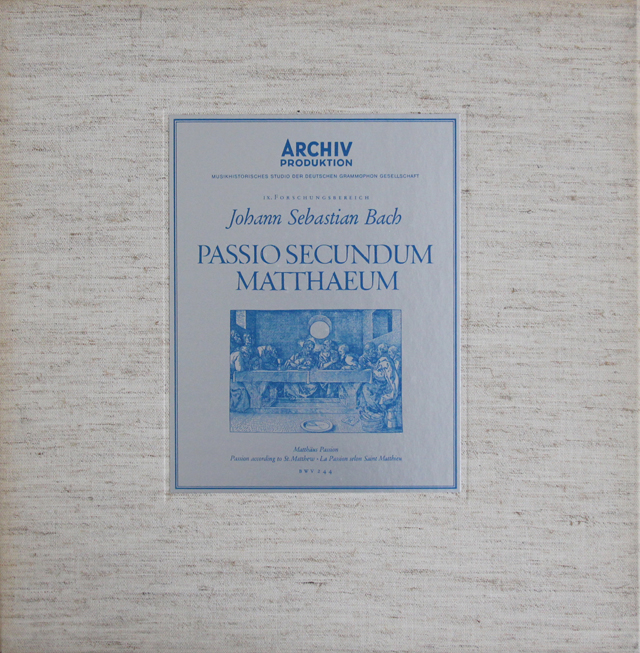 ARCHIV
PRODUKTION
MUSIKHISTORISCHES STUDIO DER DEUTSCHEN GRAMMOPHON GESELLSCHAFT
IX. FORSCHUNGSBEREICH
Johann Sebastian Bach
PASSIO SECUNDUM
MATTHAEUM
Matthäus Passion
Passion according to St. Matthew · La Passion selon Saint Matthieu
BWV 244